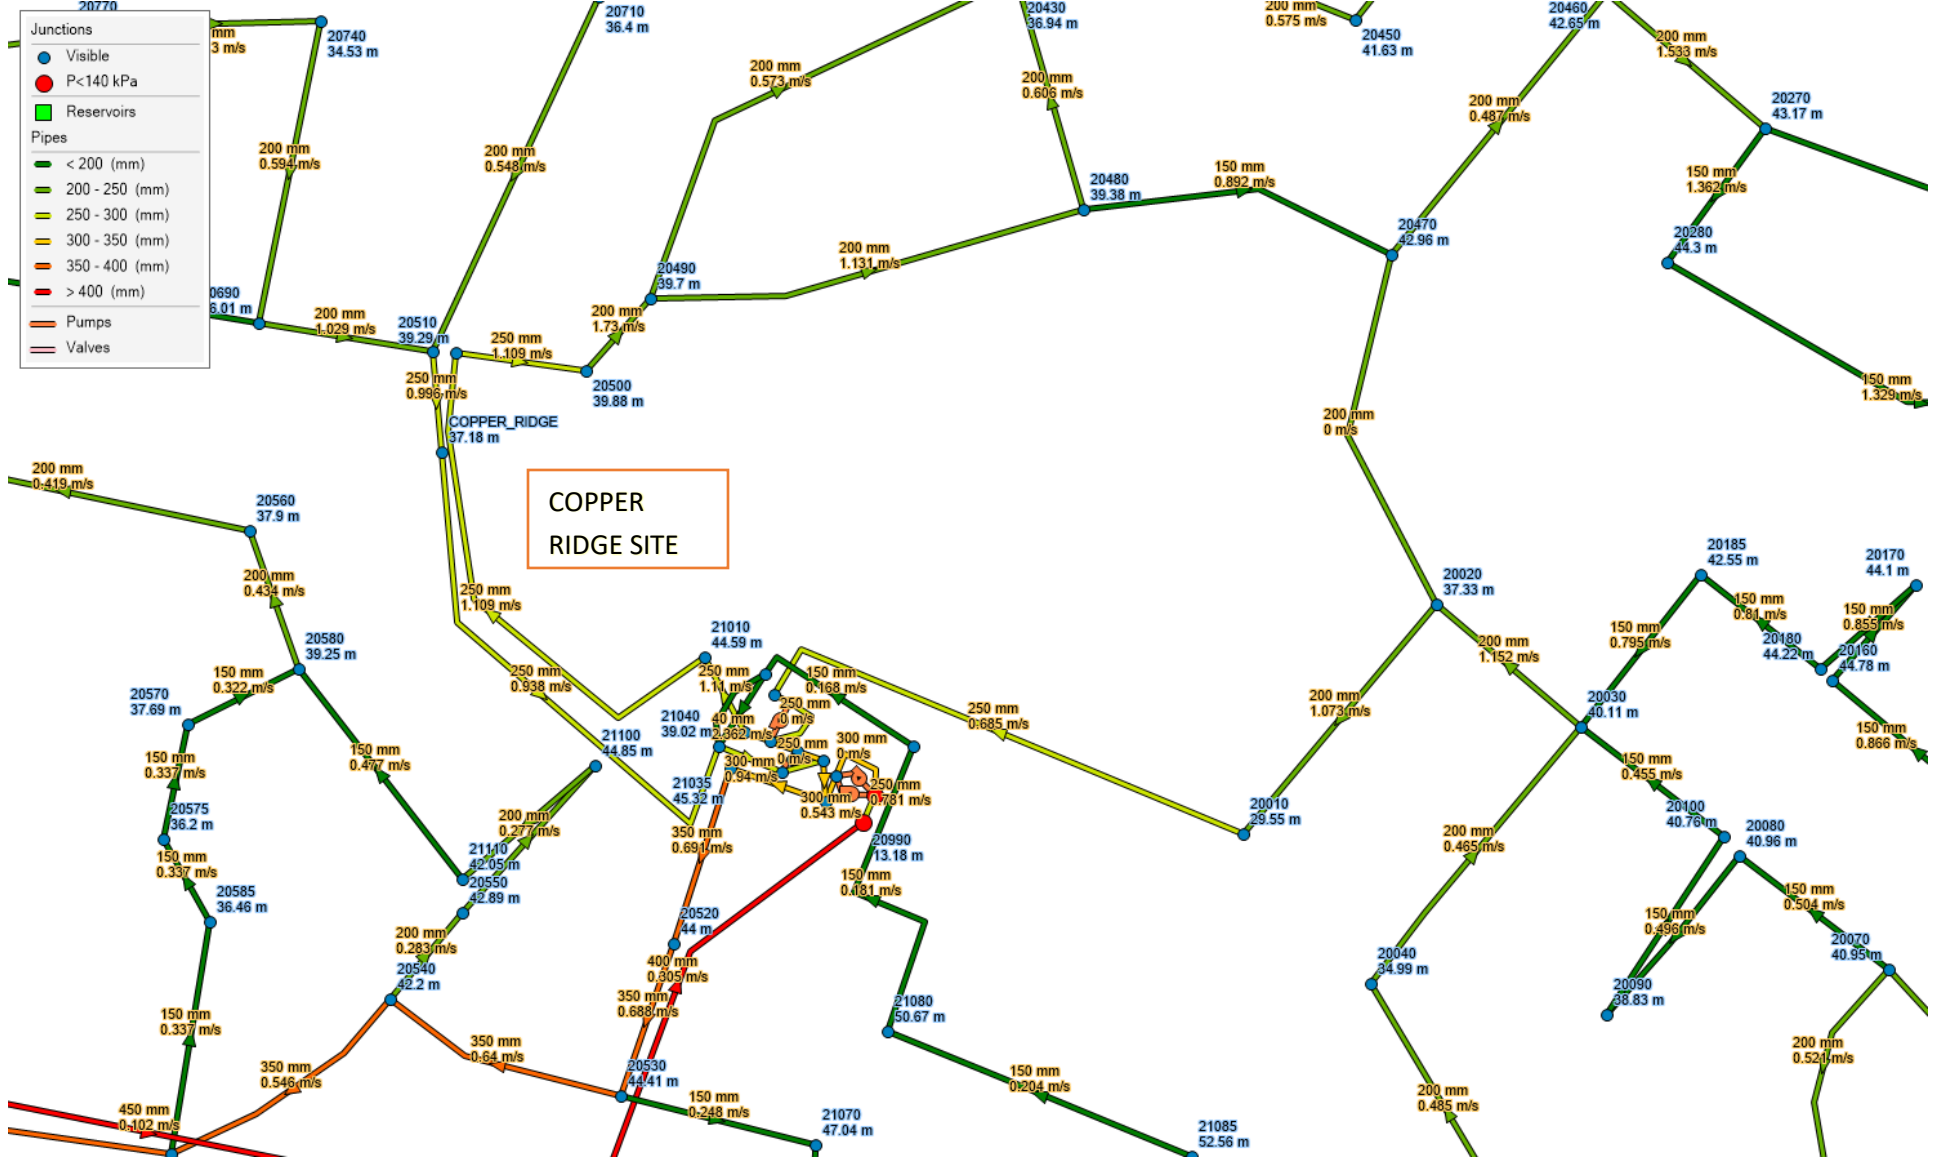 20770
Junctions
Visible
P<140 kPa
Reservoirs
Pipes
< 200 (mm)
200 - 250 (mm)
250 - 300 (mm)
300 - 350 (mm)
350 - 400 (mm)
> 400 (mm)
Pumps
Valves
mm
3 m/s
20740
34.53 m
20710
36.4 m
20430
36.94 m
200 mm
0.575 m/s
20450
41.63 m
20460
42.65 m
200 mm
1.533 m/s
200 mm
0.573 m/s
200 mm
0.606 m/s
200 mm
0.487 m/s
20270
43.17 m
200 mm
0.594 m/s
200 mm
0.548 m/s
20480
39.38 m
150 mm
0.892 m/s
150 mm
1.362 m/s
20470
42.96 m
20280
44.3 m
200 mm
1.131 m/s
20490
39.7 m
0690
6.01 m
200 mm
1.029 m/s
20510
39.29 m
200 mm
1.73 m/s
250 mm
1.109 m/s
250 mm
0.996 m/s
20500
39.88 m
150 mm
1.329 m/s
COPPER_RIDGE
37.18 m
200 mm
0 m/s
200 mm
0.419 m/s
20560
37.9 m
COPPER
RIDGE SITE
20185
42.55 m
20170
44.1 m
200 mm
0.434 m/s
250 mm
1.109 m/s
20020
37.33 m
150 mm
0.81 m/s
150 mm
0.855 m/s
20580
39.25 m
21010
44.59 m
150 mm
0.795 m/s
20180
44.22 m
20160
44.78 m
150 mm
0.322 m/s
250 mm
0.938 m/s
250 mm
1.11 m/s
150 mm
0.168 m/s
200 mm
1.152 m/s
20570
37.69 m
200 mm
1.073 m/s
20030
40.11 m
250 mm
0.685 m/s
250 mm
0 m/s
21040
39.02 m
40 mm
2.362 m/s
21100
44.85 m
150 mm
0.477 m/s
250 mm
0 m/s
300 mm
0 m/s
150 mm
0.866 m/s
150 mm
0.337 m/s
300 mm
0.94 m/s
150 mm
0.455 m/s
21035
45.32 m
250 mm
0.781 m/s
300 mm
0.543 m/s
20575
36.2 m
200 mm
0.277 m/s
350 mm
0.691 m/s
20010
29.55 m
20100
40.76 m
20080
40.96 m
20990
13.18 m
200 mm
0.465 m/s
150 mm
0.337 m/s
21110
42.05 m
20550
42.89 m
150 mm
0.181 m/s
150 mm
0.504 m/s
20585
36.46 m
20520
44 m
150 mm
0.496 m/s
200 mm
0.283 m/s
20070
40.95 m
20040
34.99 m
400 mm
0.305 m/s
20540
42.2 m
20090
38.83 m
350 mm
0.688 m/s
21080
50.67 m
150 mm
0.337 m/s
350 mm
0.64 m/s
200 mm
0.521 m/s
350 mm
0.546 m/s
20530
44.41 m
150 mm
0.204 m/s
200 mm
0.485 m/s
150 mm
0.248 m/s
450 mm
0.102 m/s
21070
47.04 m
21085
52.56 m